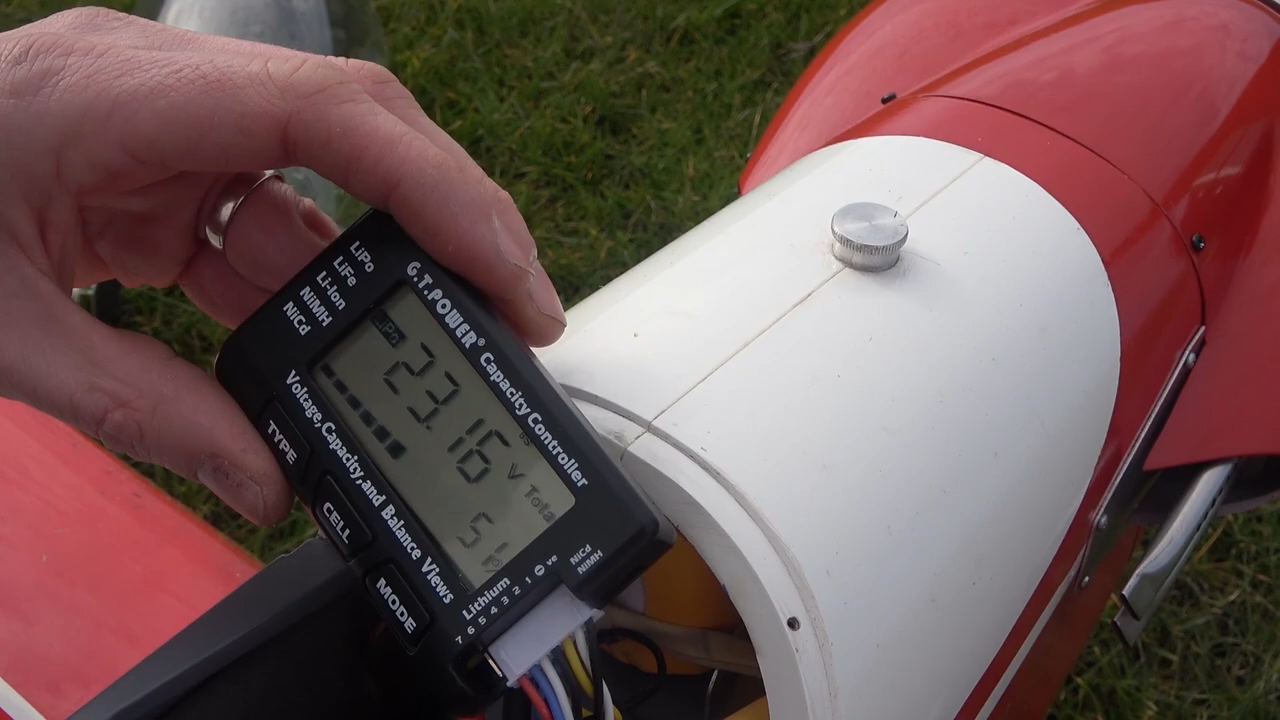 LiPo
LiFe
Li-Ion
NiMH
NiCd
G.T.POWER® Capacity Controller
LiPo
23.16 V
6S
Total
Voltage,Capacity,and Balance Views
TYPE
CELL
MODE
Lithium
7 6 5 4 3 2 1 ⊖ve
NiCd
NiMH